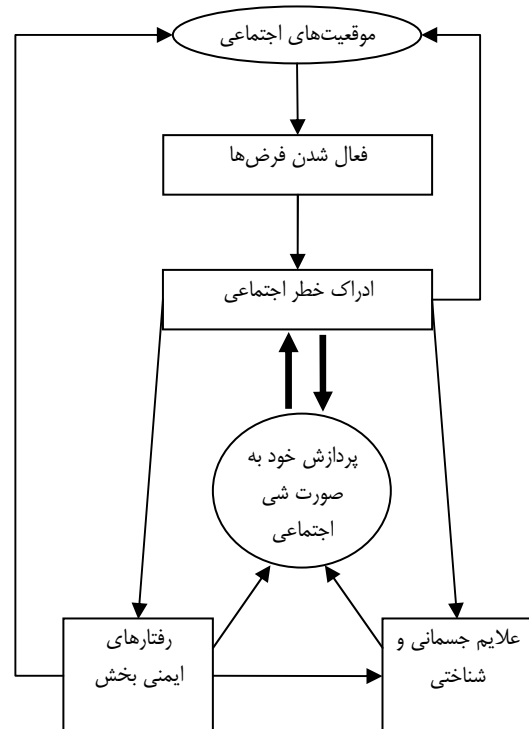 موقعیت‌های اجتماعی
فعال شدن فرض‌ها
ادراک خطر اجتماعی
پردازش خود به
صورت شی
اجتماعی
رفتارهای
ایمنی بخش
علایم جسمانی و
شناختی